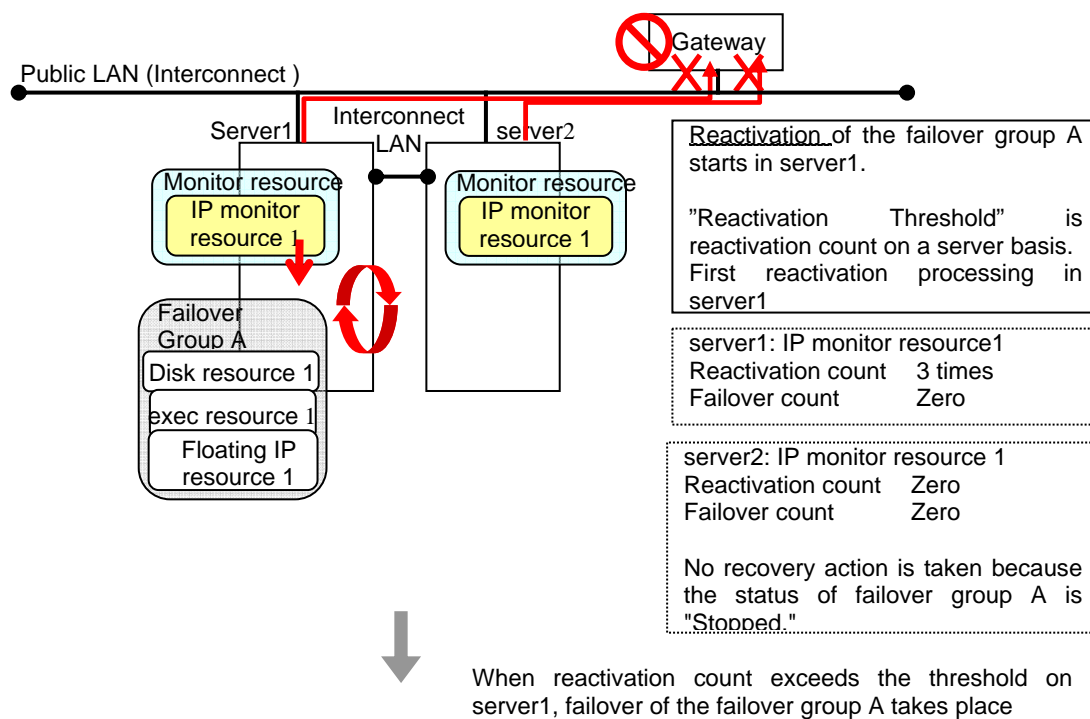 Gateway
Public LAN (Interconnect )
Server1
Interconnect
LAN
server2
Monitor resource
IP monitor
resource 1
Monitor resource
IP monitor
resource 1
Failover
Group A
Disk resource 1
exec resource 1
Floating IP
resource 1
Reactivation of the failover group A
starts in server1.
”Reactivation Threshold” is
reactivation count on a server basis.
First reactivation processing in
server1
server1: IP monitor resource1
Reactivation count 3 times
Failover count Zero
server2: IP monitor resource 1
Reactivation count Zero
Failover count Zero
No recovery action is taken because
the status of failover group A is
"Stopped."
When reactivation count exceeds the threshold on
server1, failover of the failover group A takes place